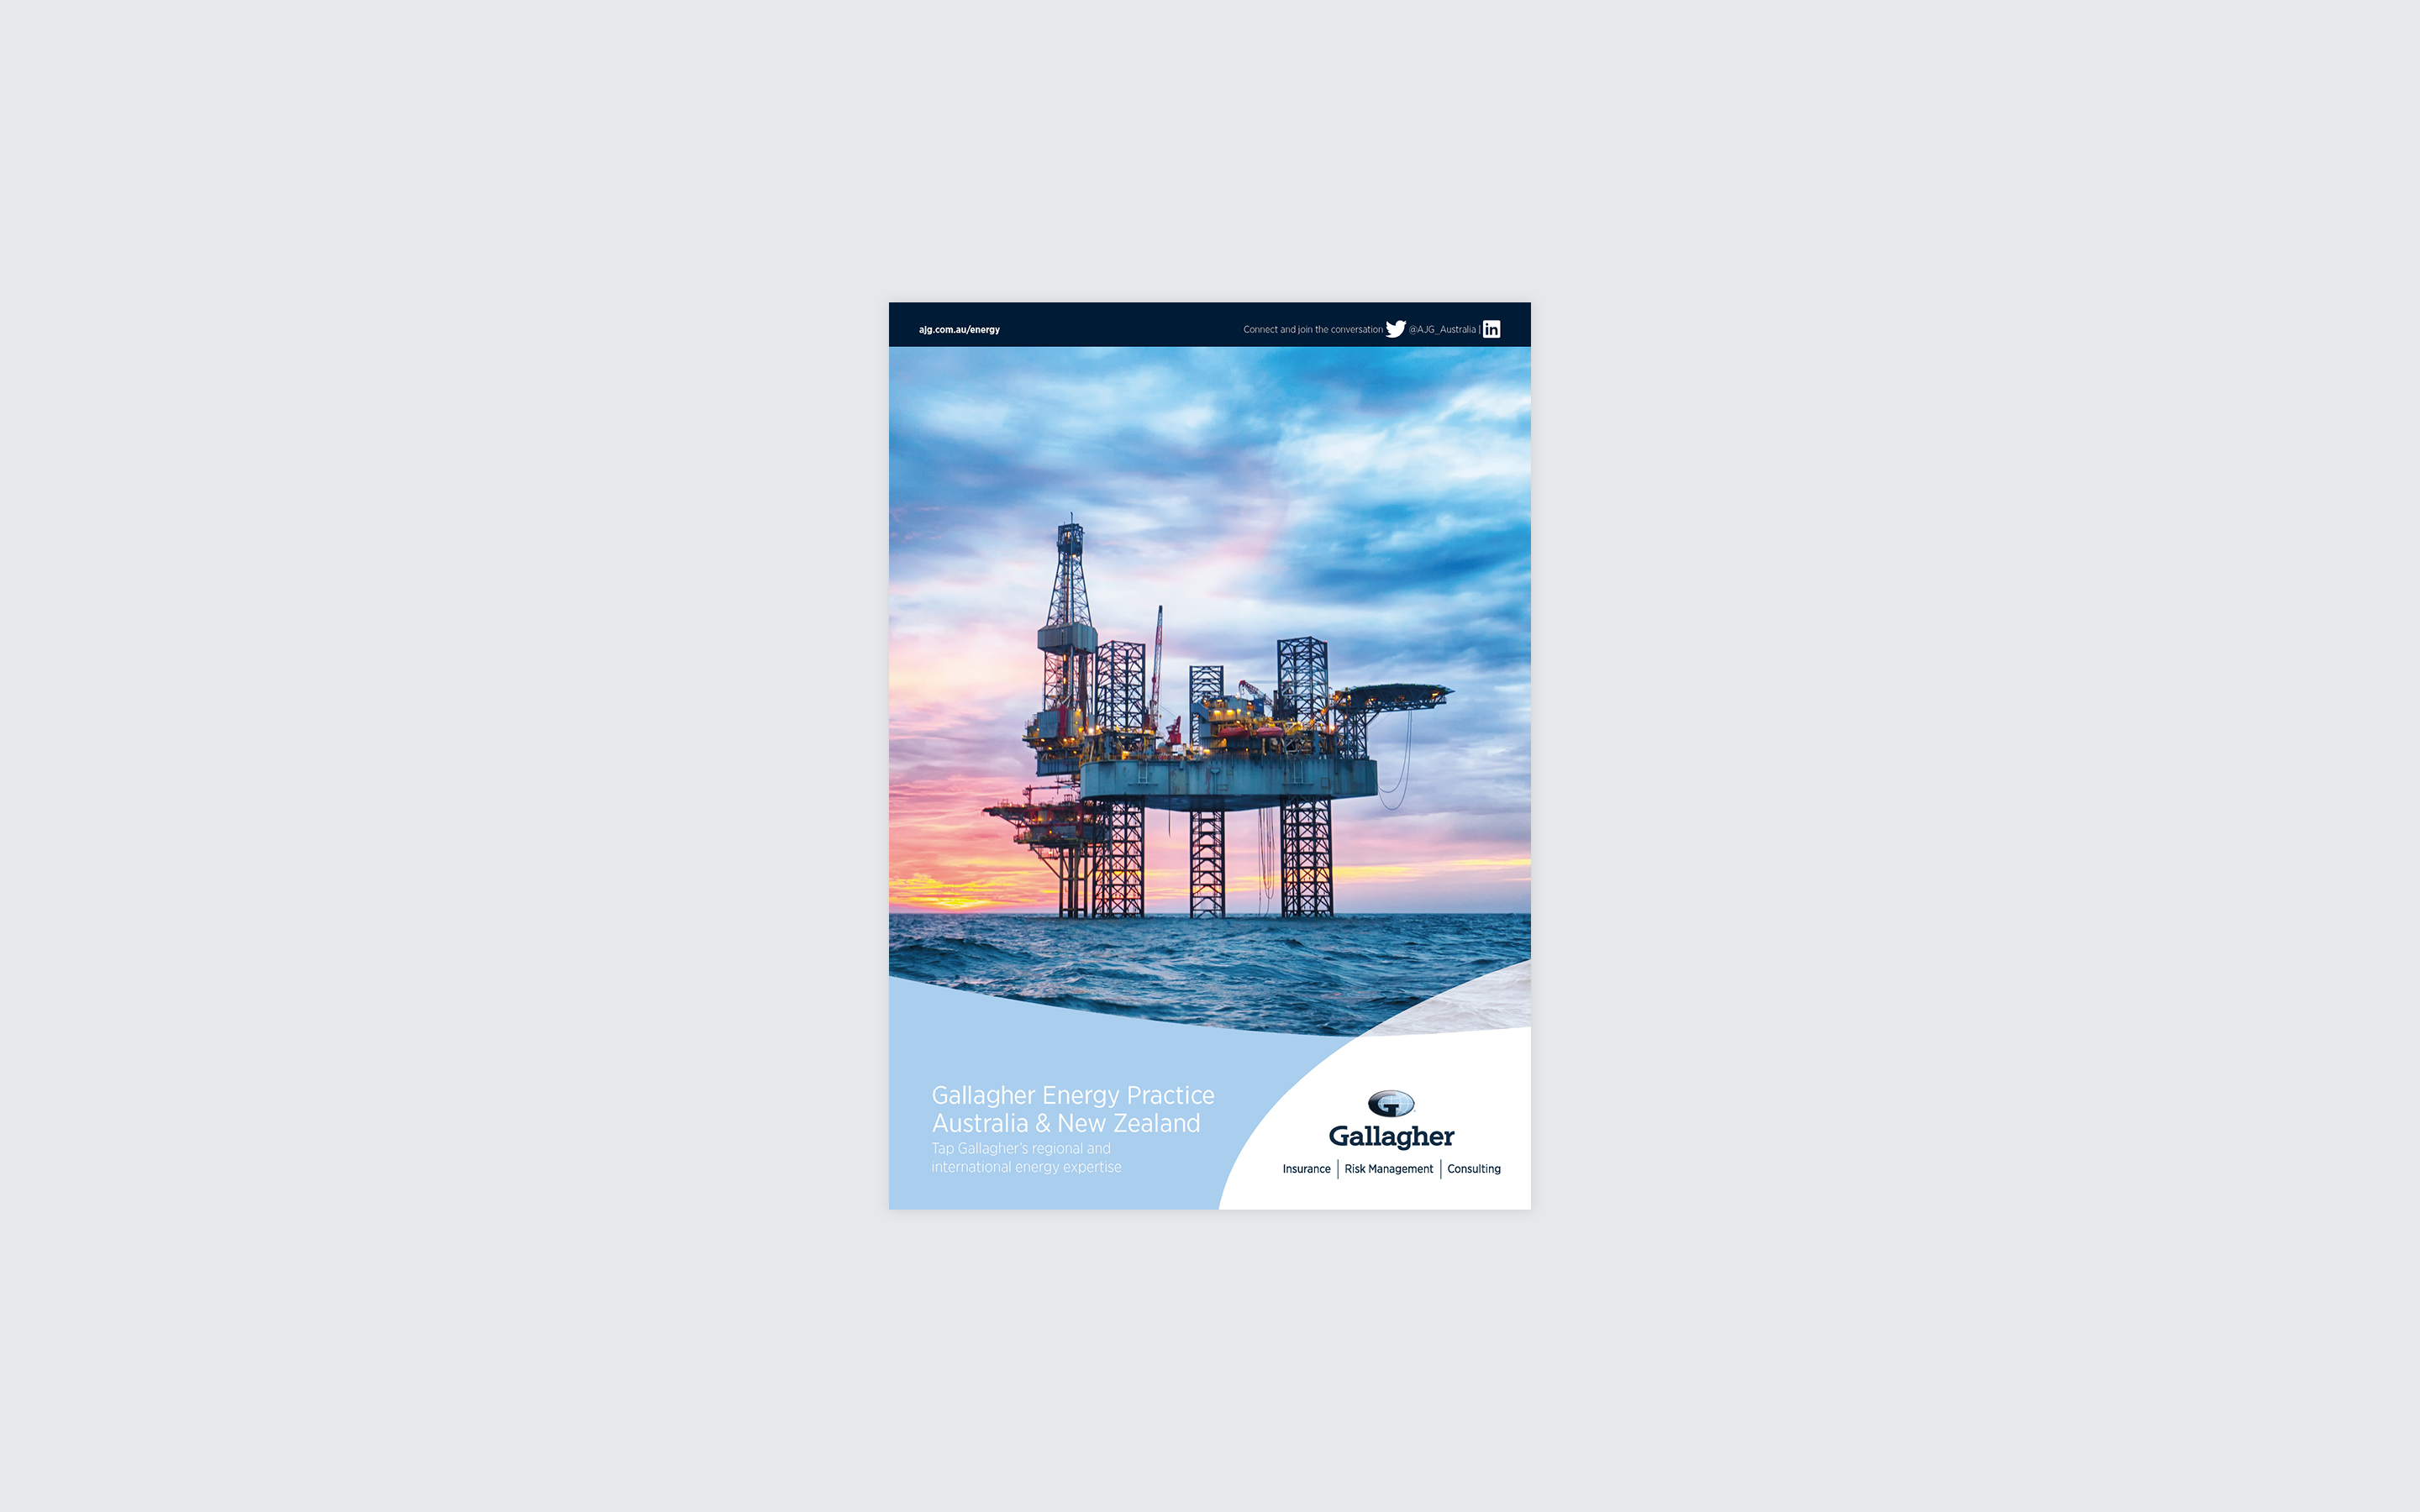 ajg.com.au/energy
Connect and join the conversation @AJG_Australia | in
Gallagher Energy Practice
Australia & New Zealand
Tap Gallagher's regional and
international energy expertise
G
Gallagher
Insurance | Risk Management | Consulting